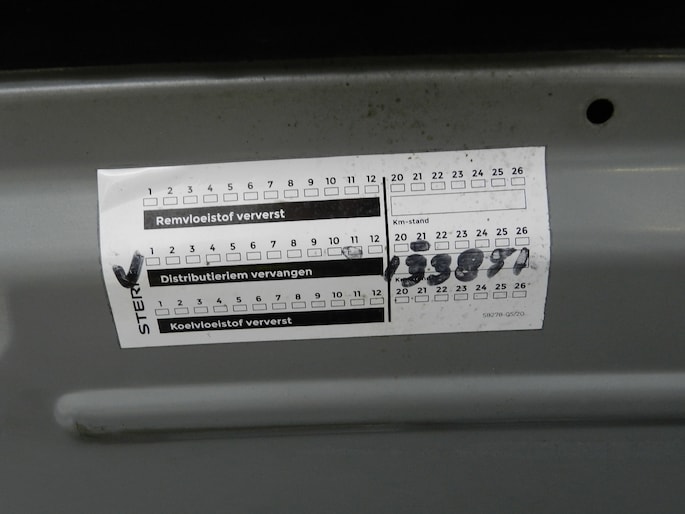 1 2 3 4 5 6 7 8 9 10 11 12 20 21 22 23 24 25 26
Remvloeistof ververst
Km-stand
1 2 3 4 5 6 7 8 9 10 11 12 20 21 22 23 24 25 26
Distributieriem vervangen 133891
1 2 3 4 5 6 7 8 9 10 11 12 20 21 22 23 24 25 26
Koelvloeistof ververst
STERN